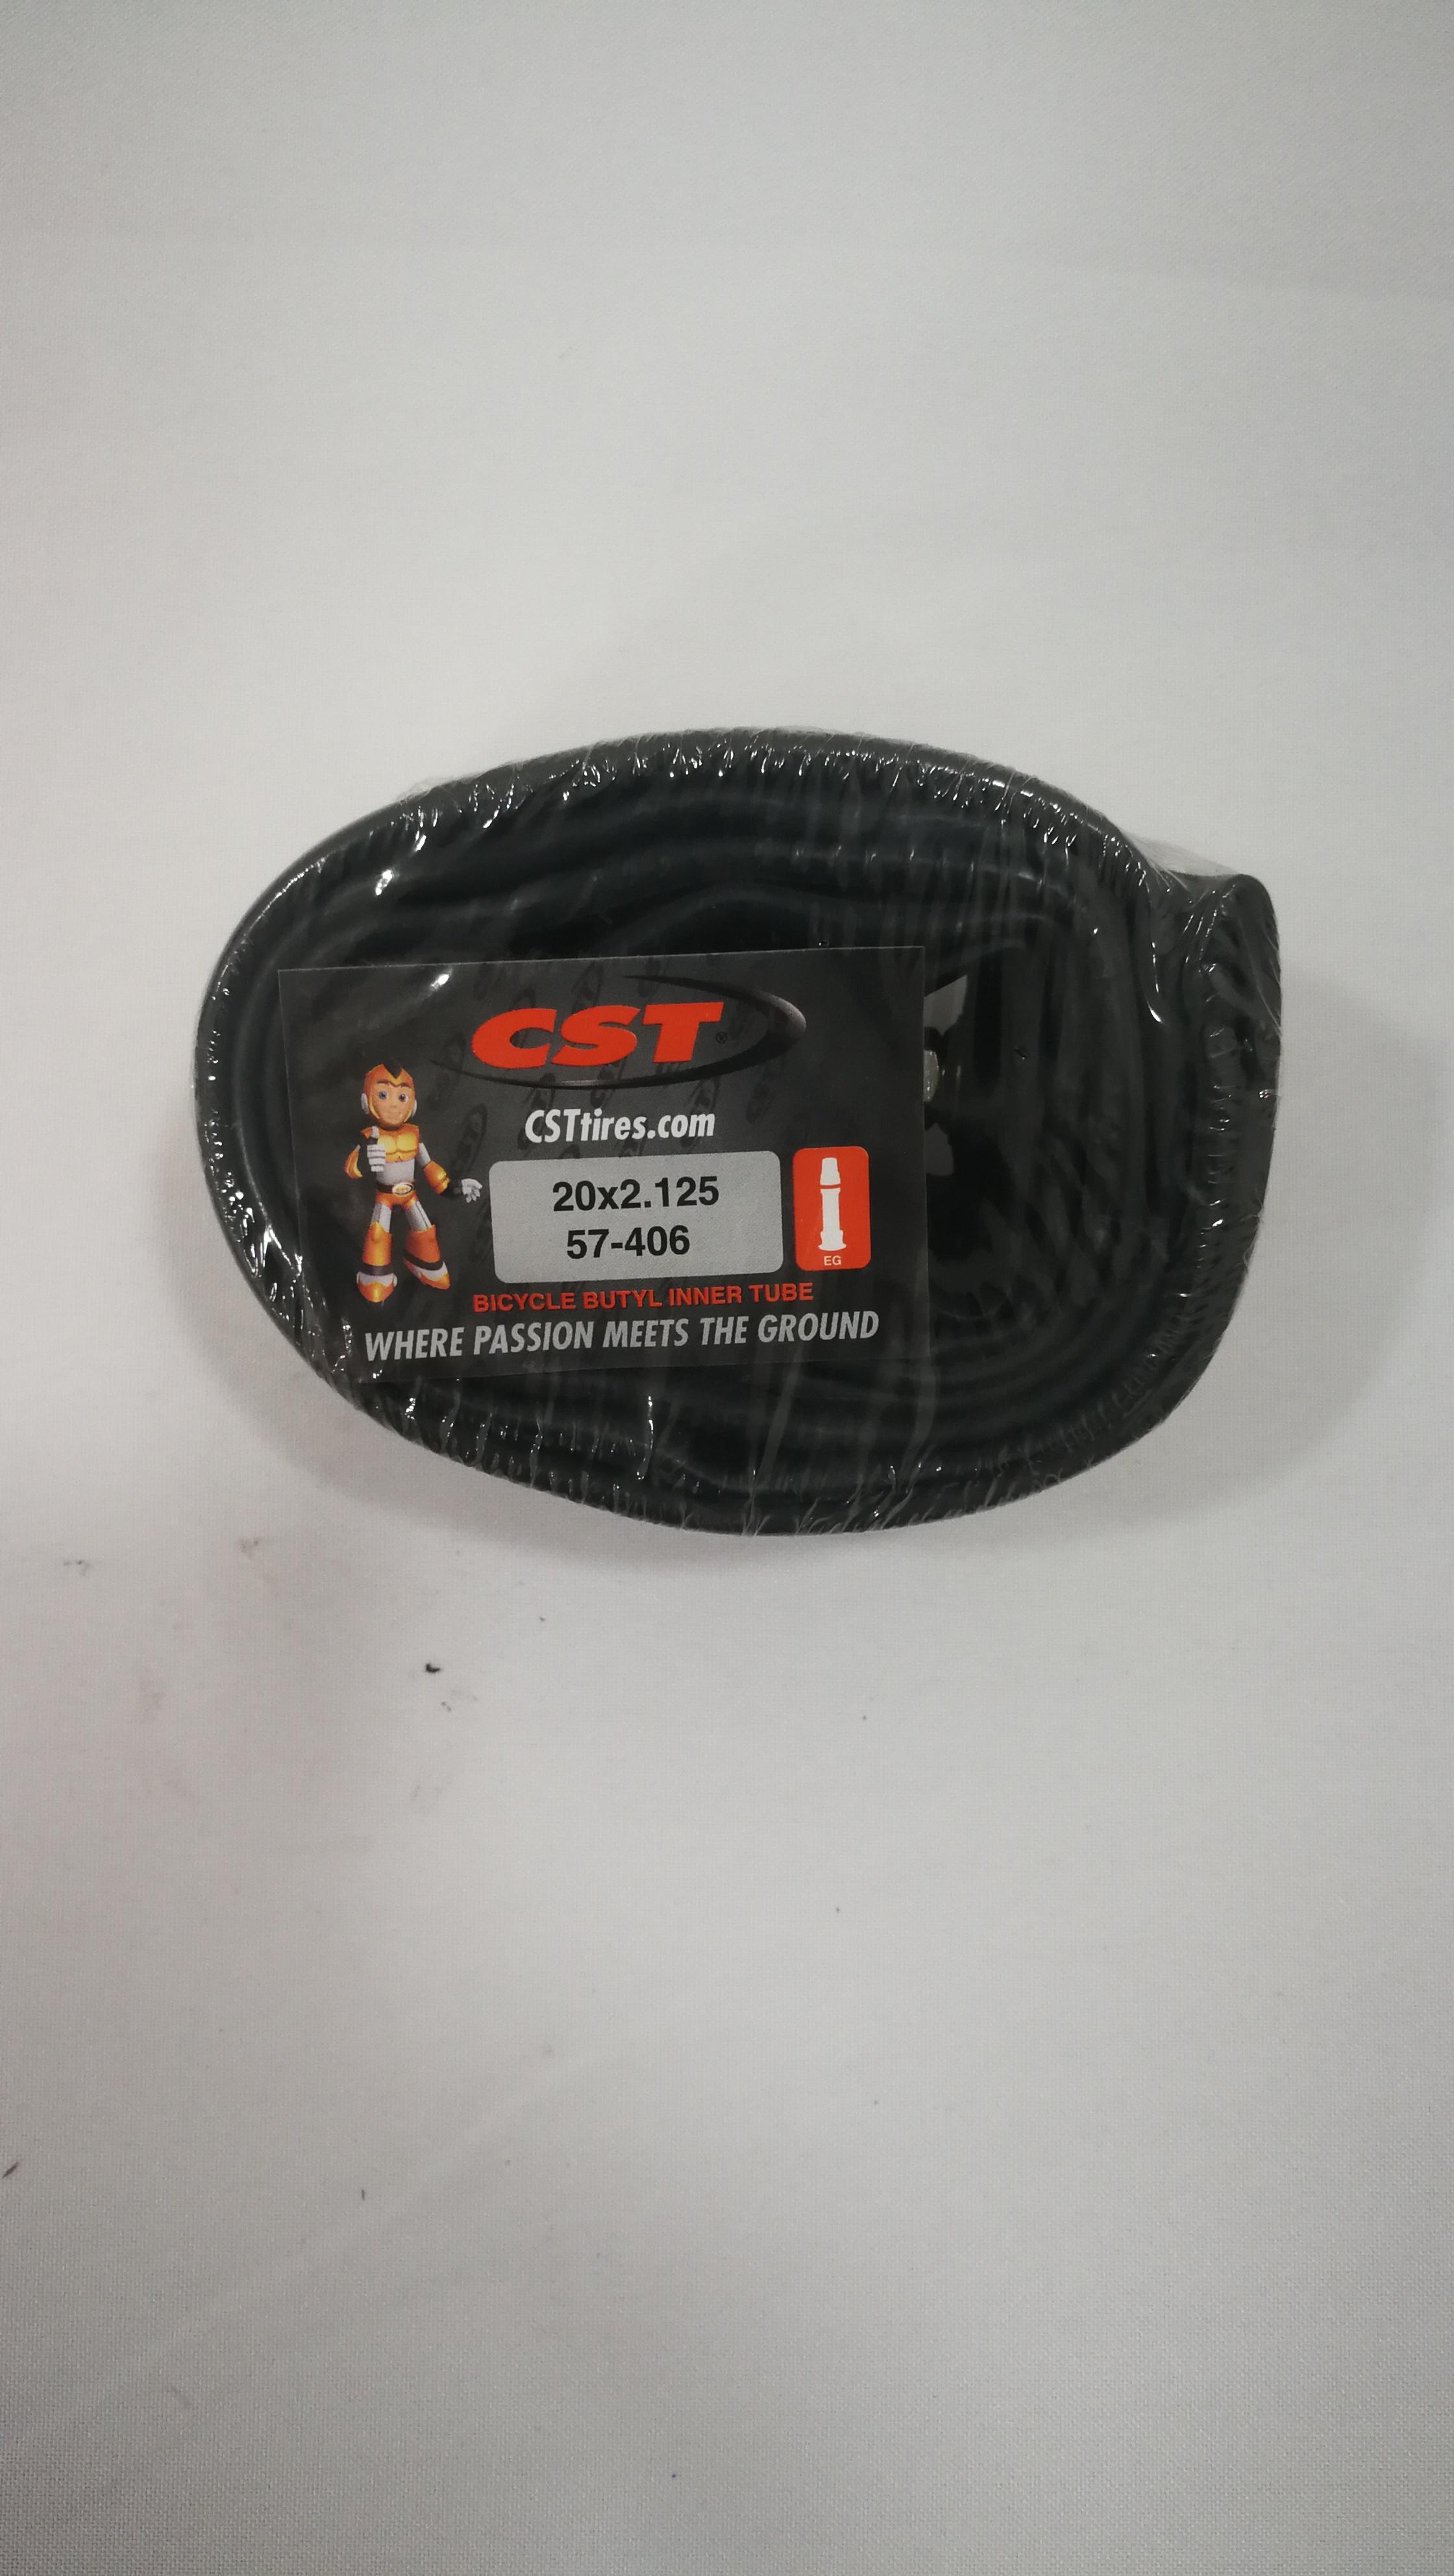 CST®
CSTtires.com
20x2.125
57-406
EG
BICYCLE BUTYL INNER TUBE
WHERE PASSION MEETS THE GROUND